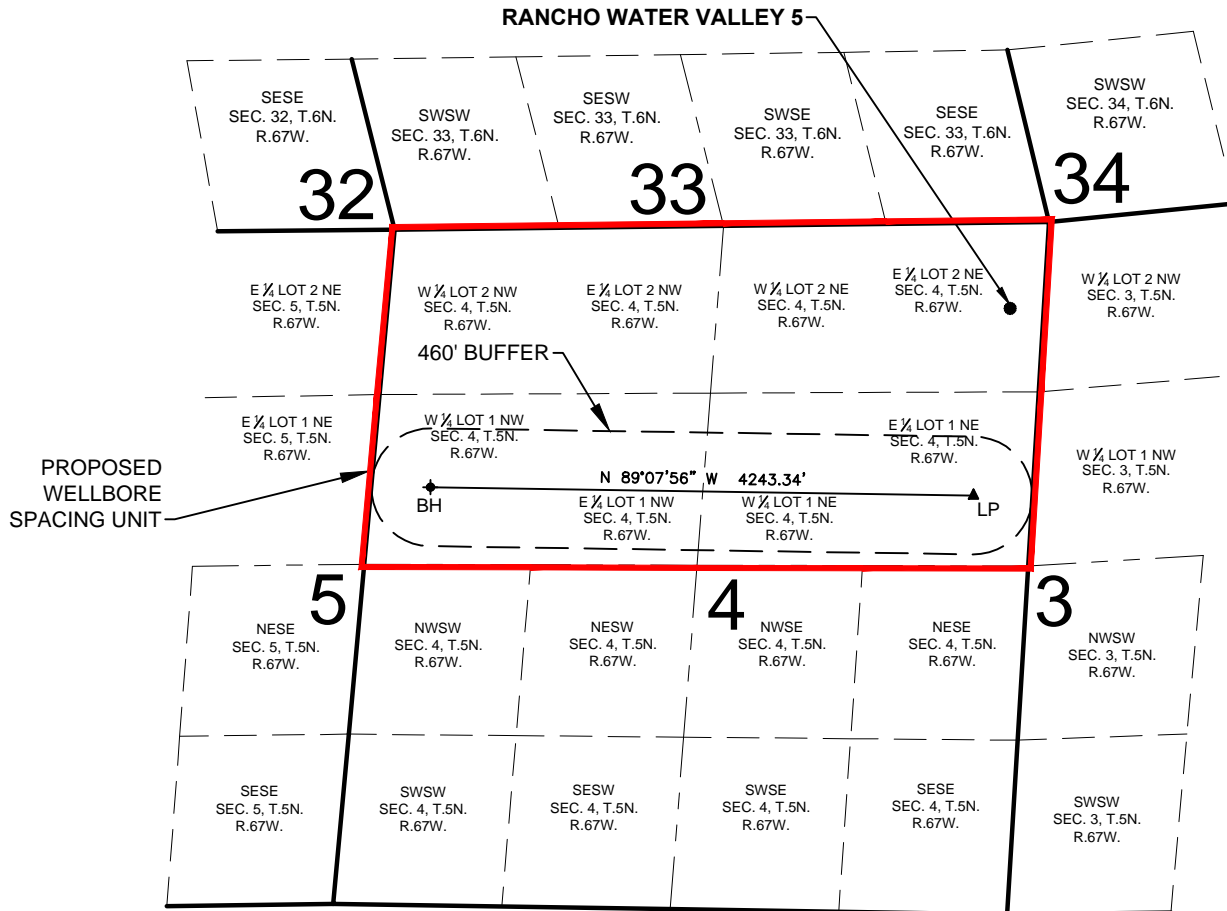 RANCHO WATER VALLEY 5
SESE
SEC. 32, T.6N.
R.67W.
SWSW
SEC. 33, T.6N.
R.67W.
SESW
SEC. 33, T.6N.
R.67W.
SWSE
SEC. 33, T.6N.
R.67W.
SESE
SEC. 33, T.6N.
R.67W.
SWSW
SEC. 34, T.6N.
R.67W.
32
33
34
E ¼ LOT 2 NE
SEC. 5, T.5N.
R.67W.
W ¼ LOT 2 NW
SEC. 4, T.5N.
R.67W.
E ¼ LOT 2 NW
SEC. 4, T.5N.
R.67W.
W ¼ LOT 2 NE
SEC. 4, T.5N.
R.67W.
E ¼ LOT 2 NE
SEC. 4, T.5N.
R.67W.
W ¼ LOT 2 NW
SEC. 3, T.5N.
R.67W.
460' BUFFER
E ¼ LOT 1 NE
SEC. 5, T.5N.
R.67W.
W ¼ LOT 1 NW
SEC. 4, T.5N.
R.67W.
E ¼ LOT 1 NE
SEC. 4, T.5N.
R.67W.
W ¼ LOT 1 NW
SEC. 3, T.5N.
R.67W.
PROPOSED
WELLBORE
SPACING UNIT
N 89°07'56" W 4243.34'
BH
LP
E ¼ LOT 1 NW
SEC. 4, T.5N.
R.67W.
W ¼ LOT 1 NE
SEC. 4, T.5N.
R.67W.
5
4
3
NESE
SEC. 5, T.5N.
R.67W.
NWSW
SEC. 4, T.5N.
R.67W.
NESW
SEC. 4, T.5N.
R.67W.
NWSE
SEC. 4, T.5N.
R.67W.
NESE
SEC. 4, T.5N.
R.67W.
NWSW
SEC. 3, T.5N.
R.67W.
SESE
SEC. 5, T.5N.
R.67W.
SWSW
SEC. 4, T.5N.
R.67W.
SESW
SEC. 4, T.5N.
R.67W.
SWSE
SEC. 4, T.5N.
R.67W.
SESE
SEC. 4, T.5N.
R.67W.
SWSW
SEC. 3, T.5N.
R.67W.